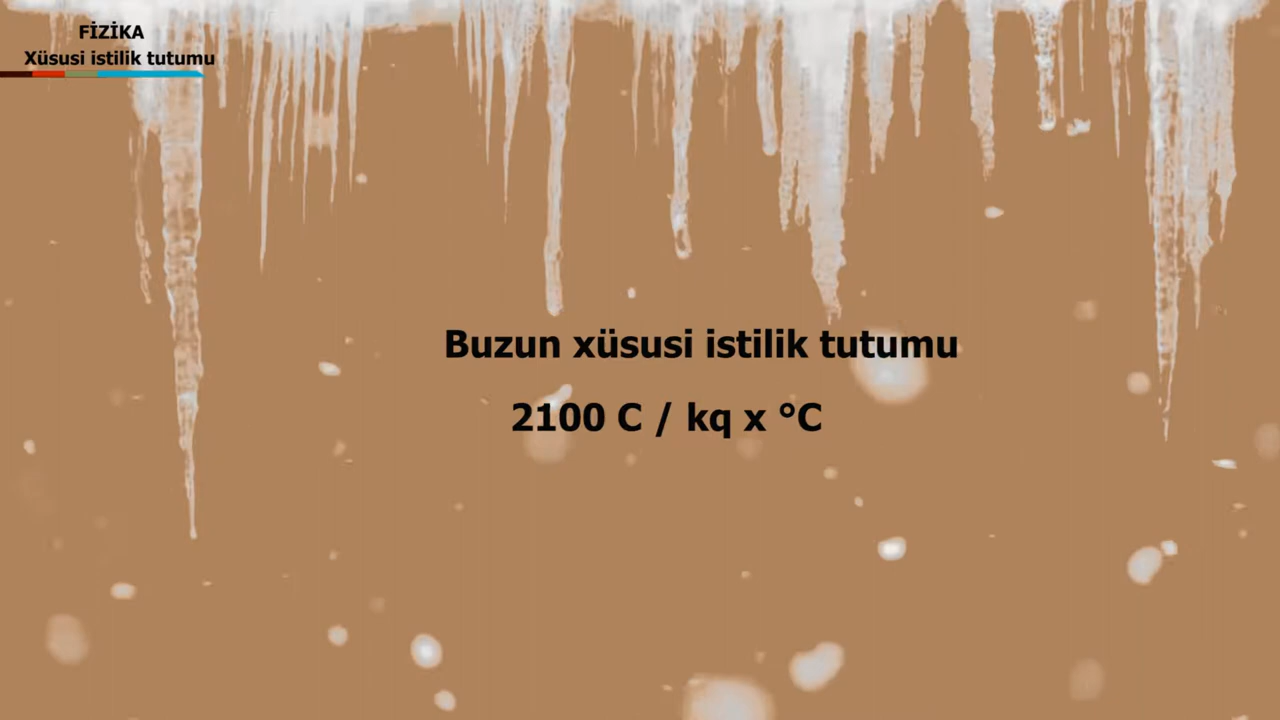 FİZİKA
Xüsusi istilik tutumu
Buzun xüsusi istilik tutumu
2100 C / kq x °C